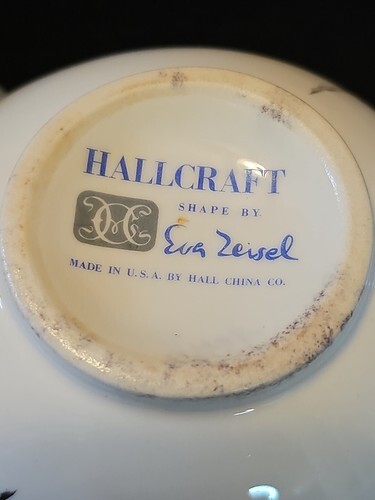 HALLCRAFT
SHAPE BY
Eva Zeisel
MADE IN U.S.A. BY HALL CHINA CO.